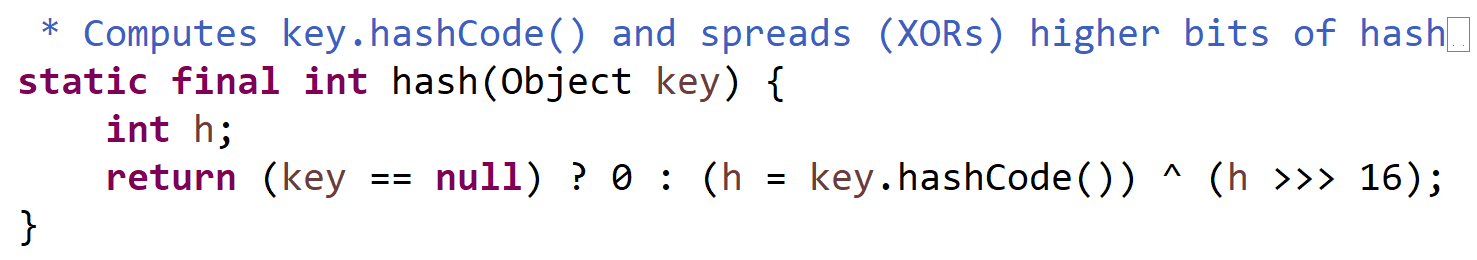 * Computes key.hashCode() and spreads (XORs) higher bits of hash
static final int hash(Object key) {
int h;
return (key == null) ? 0 : (h = key.hashCode()) ^ (h >>> 16);
}